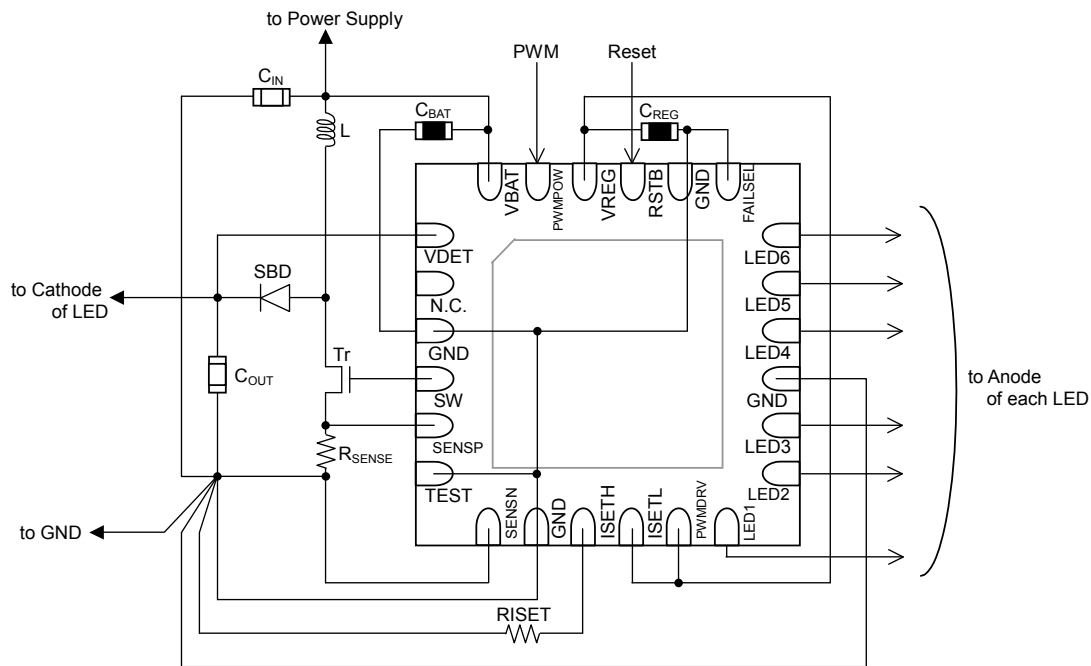 to Power Supply
PWM
Reset
CIN
CBAT
CREG
L
VBAT
PWMPOW
VREG
RSTB
GND
FAILSEL
VDET
LED6
SBD
to Cathode
of LED
N.C.
LED5
GND
LED4
Tr
COUT
SW
GND
to Anode
of each LED
SENSP
LED3
RSENSE
TEST
LED2
to GND
SENSN
GND
ISETH
ISETL
PWMDRV
LED1
RISET